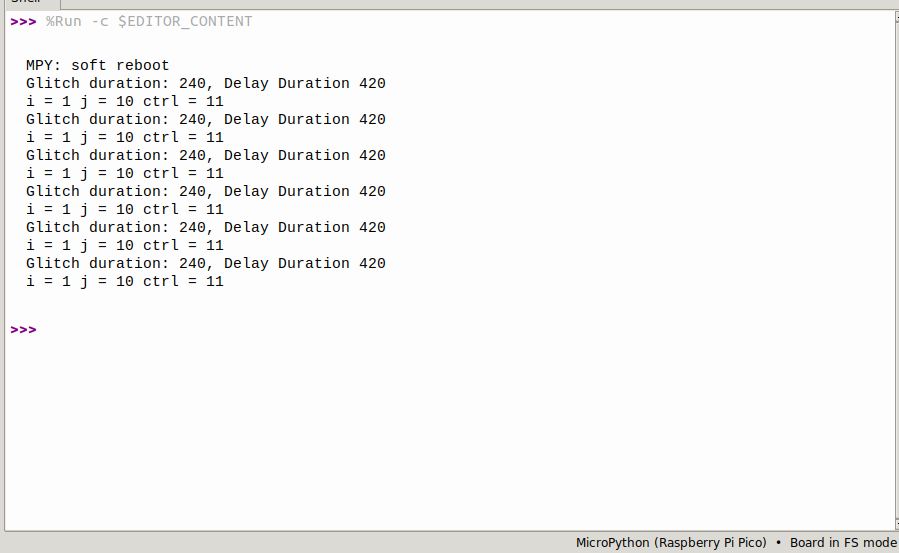 Shell
>>> %Run -c $EDITOR_CONTENT
MPY: soft reboot
Glitch duration: 240, Delay Duration 420
i = 1 j = 10 ctrl = 11
Glitch duration: 240, Delay Duration 420
i = 1 j = 10 ctrl = 11
Glitch duration: 240, Delay Duration 420
i = 1 j = 10 ctrl = 11
Glitch duration: 240, Delay Duration 420
i = 1 j = 10 ctrl = 11
Glitch duration: 240, Delay Duration 420
i = 1 j = 10 ctrl = 11
Glitch duration: 240, Delay Duration 420
i = 1 j = 10 ctrl = 11
>>>
MicroPython (Raspberry Pi Pico) • Board in FS mode